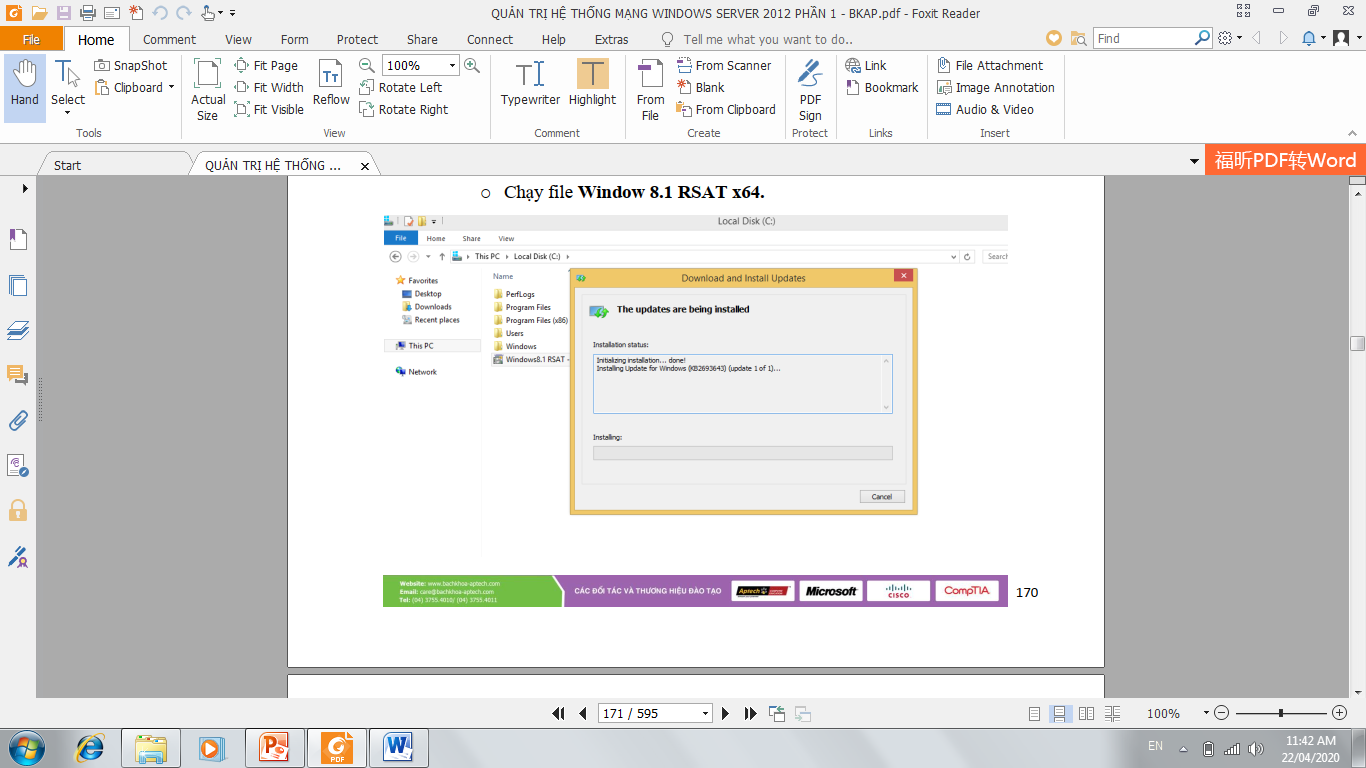 QUẢN TRỊ HỆ THỐNG MẠNG WINDOWS SERVER 2012 PHẦN 1 - BKAP.pdf - Foxit Reader
File Home Comment View Form Protect Share Connect Help Extras Tell me what you want to do.. Find
Hand
Select
SnapShot
Clipboard
Tools
Actual Size
Fit Page
Fit Width
Fit Visible
Reflow
100%
Rotate Left
Rotate Right
View
Typewriter
Highlight
Comment
From File
From Scanner
Blank
From Clipboard
Create
PDF Sign
Protect
Link
Bookmark
Links
File Attachment
Image Annotation
Audio & Video
Insert
Start
QUẢN TRỊ HỆ THỐNG ...
福昕PDF转Word
o Chạy file Window 8.1 RSAT x64.
Local Disk (C:)
File Home Share View
This PC Local Disk (C:)
Search
Favorites
Desktop
Downloads
Recent places
This PC
Network
Name
PerfLogs
Program Files
Program Files (x86)
Users
Windows
Windows8.1 RSAT -
Download and Install Updates
The updates are being installed
Installation status:
Initializing installation... done!
Installing Update for Windows (KB2693643) (update 1 of 1)...
Installing:
Cancel
Website: www.bachkhoa-aptech.com
Email: care@bachkhoa-aptech.com
Tel: (04) 3755.4010/ (04) 3755.4011
CÁC ĐỐI TÁC VÀ THƯƠNG HIỆU ĐÀO TẠO
Aptech
Microsoft
CISCO
CompTIA
170
171 / 595
100%
PDF
EN
11:42 AM
22/04/2020